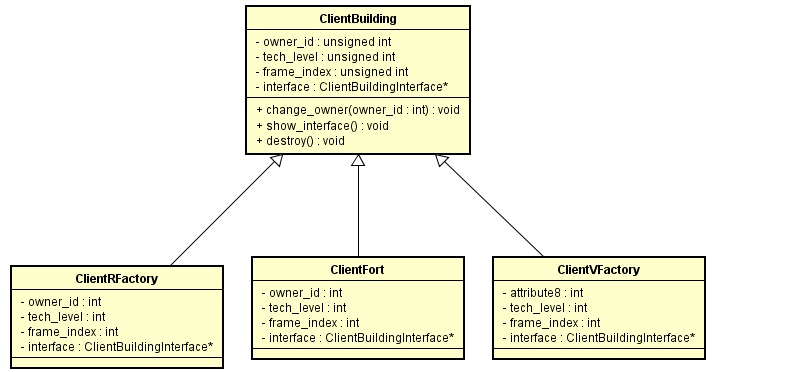 ClientBuilding
- owner_id : unsigned int
- tech_level : unsigned int
- frame_index : unsigned int
- interface : ClientBuildingInterface*
+ change_owner(owner_id : int) : void
+ show_interface() : void
+ destroy() : void
ClientRFactory
- owner_id : int
- tech_level : int
- frame_index : int
- interface : ClientBuildingInterface*
ClientFort
- owner_id : int
- tech_level : int
- frame_index : int
- interface : ClientBuildingInterface*
ClientVFactory
- attribute8 : int
- tech_level : int
- frame_index : int
- interface : ClientBuildingInterface*